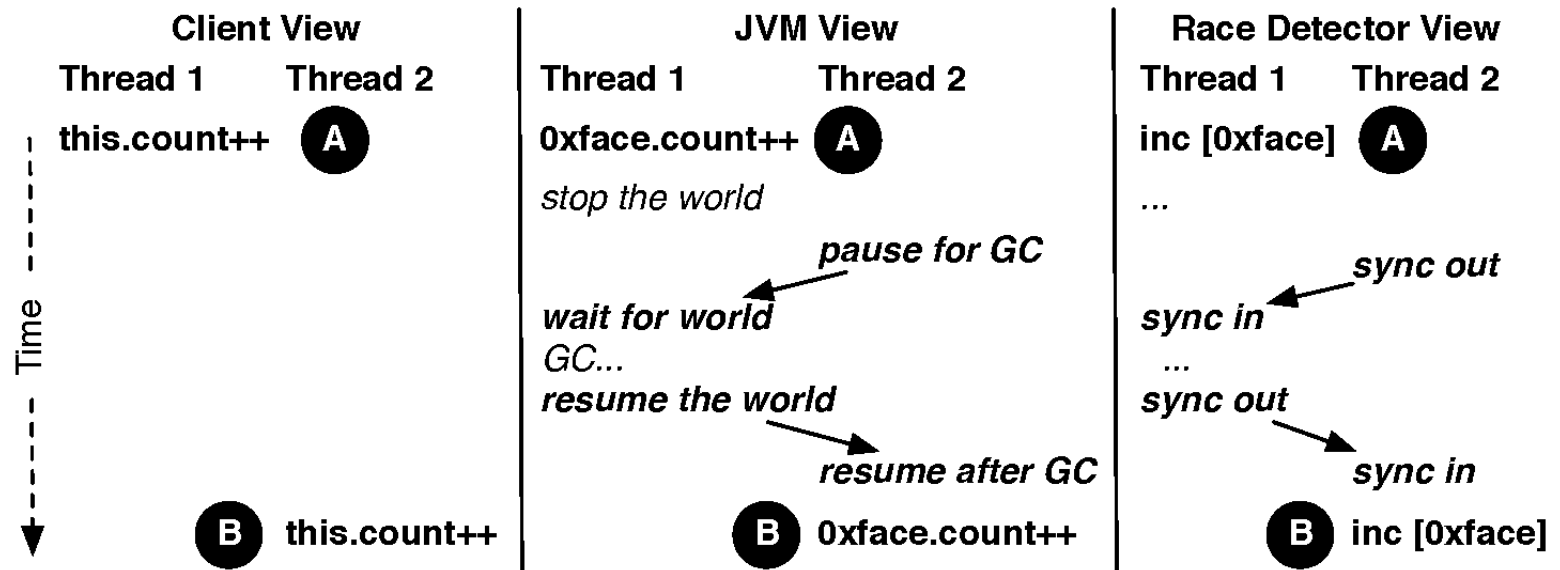 Client View
Thread 1 Thread 2
this.count++ A
B this.count++
Time
JVM View
Thread 1 Thread 2
0xface.count++ A
stop the world
pause for GC
wait for world
GC...
resume the world
resume after GC
B 0xface.count++
Race Detector View
Thread 1 Thread 2
inc [0xface] A
...
sync out
sync in
...
sync out
sync in
B inc [0xface]